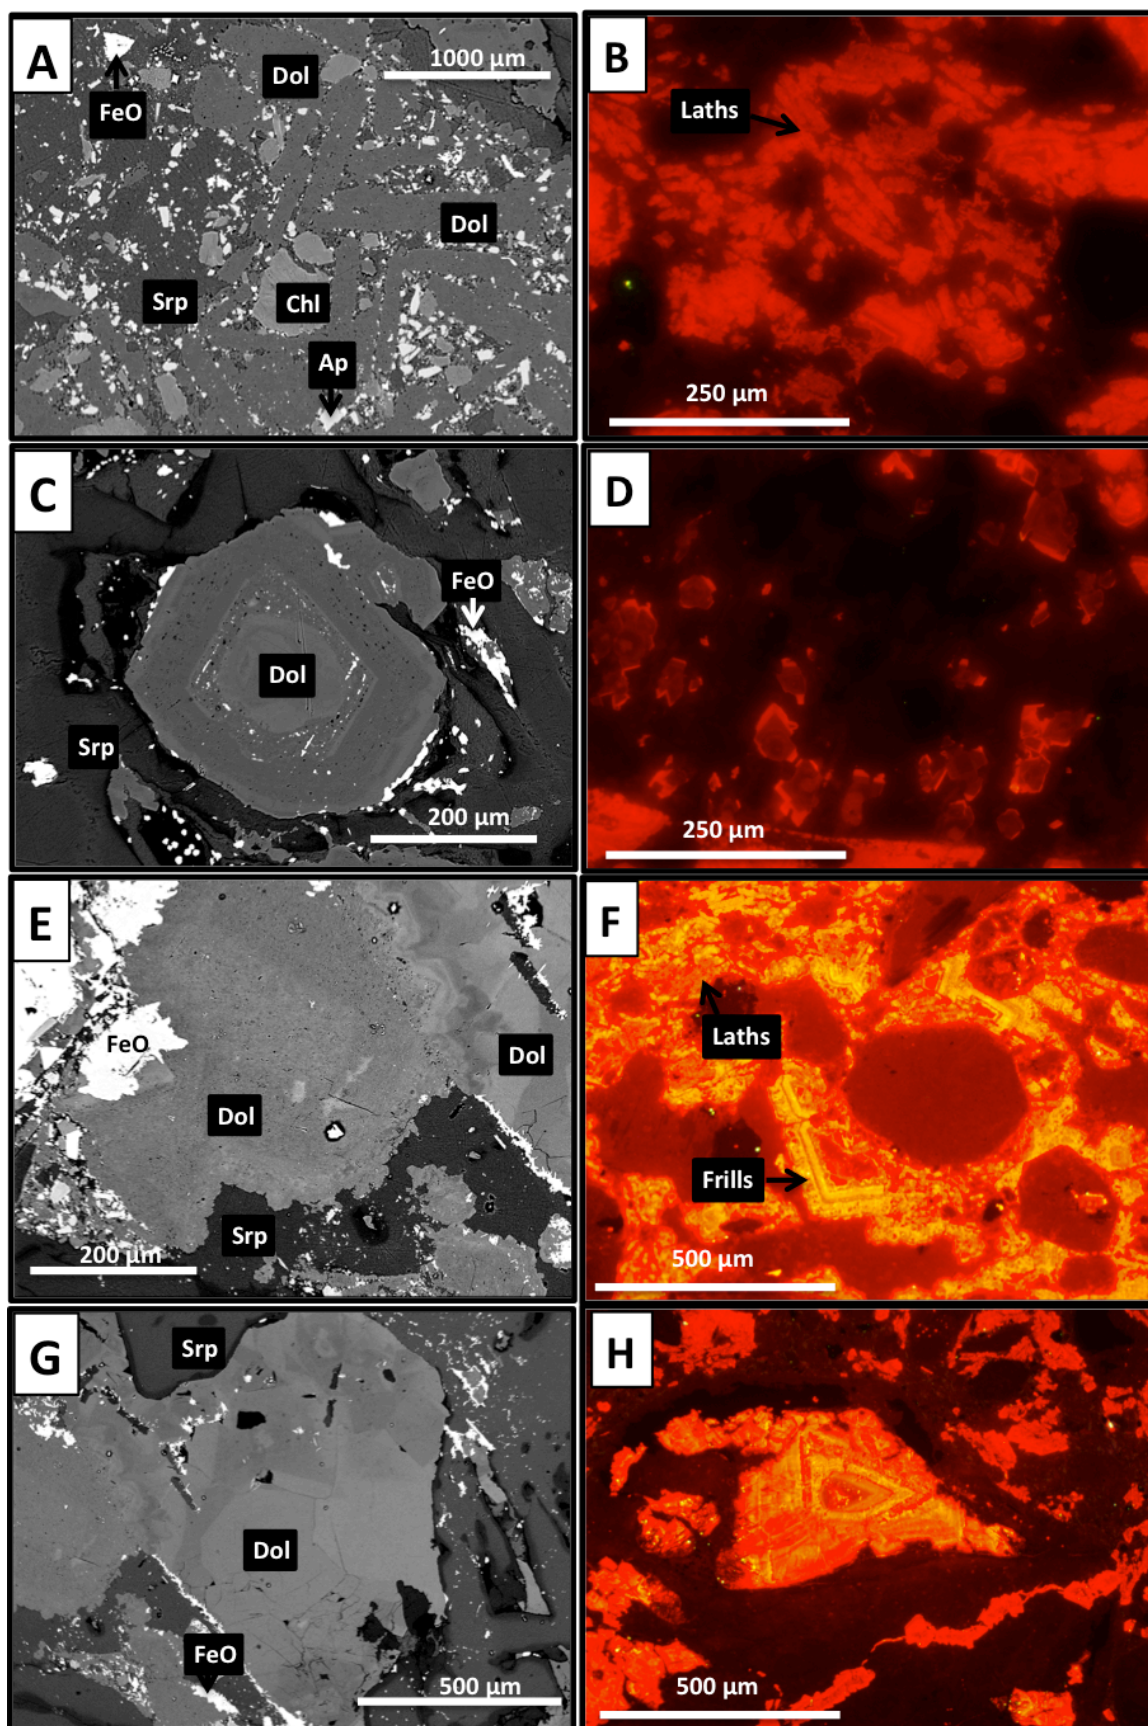 A
1000 µm
Dol
FeO
Dol
Srp
Chl
Ap
B
Laths
250 µm
C
FeO
Dol
Srp
200 µm
D
250 µm
E
FeO
Dol
Dol
Srp
200 µm
F
Laths
Frills
500 µm
G
Srp
Dol
FeO
500 µm
H
500 µm